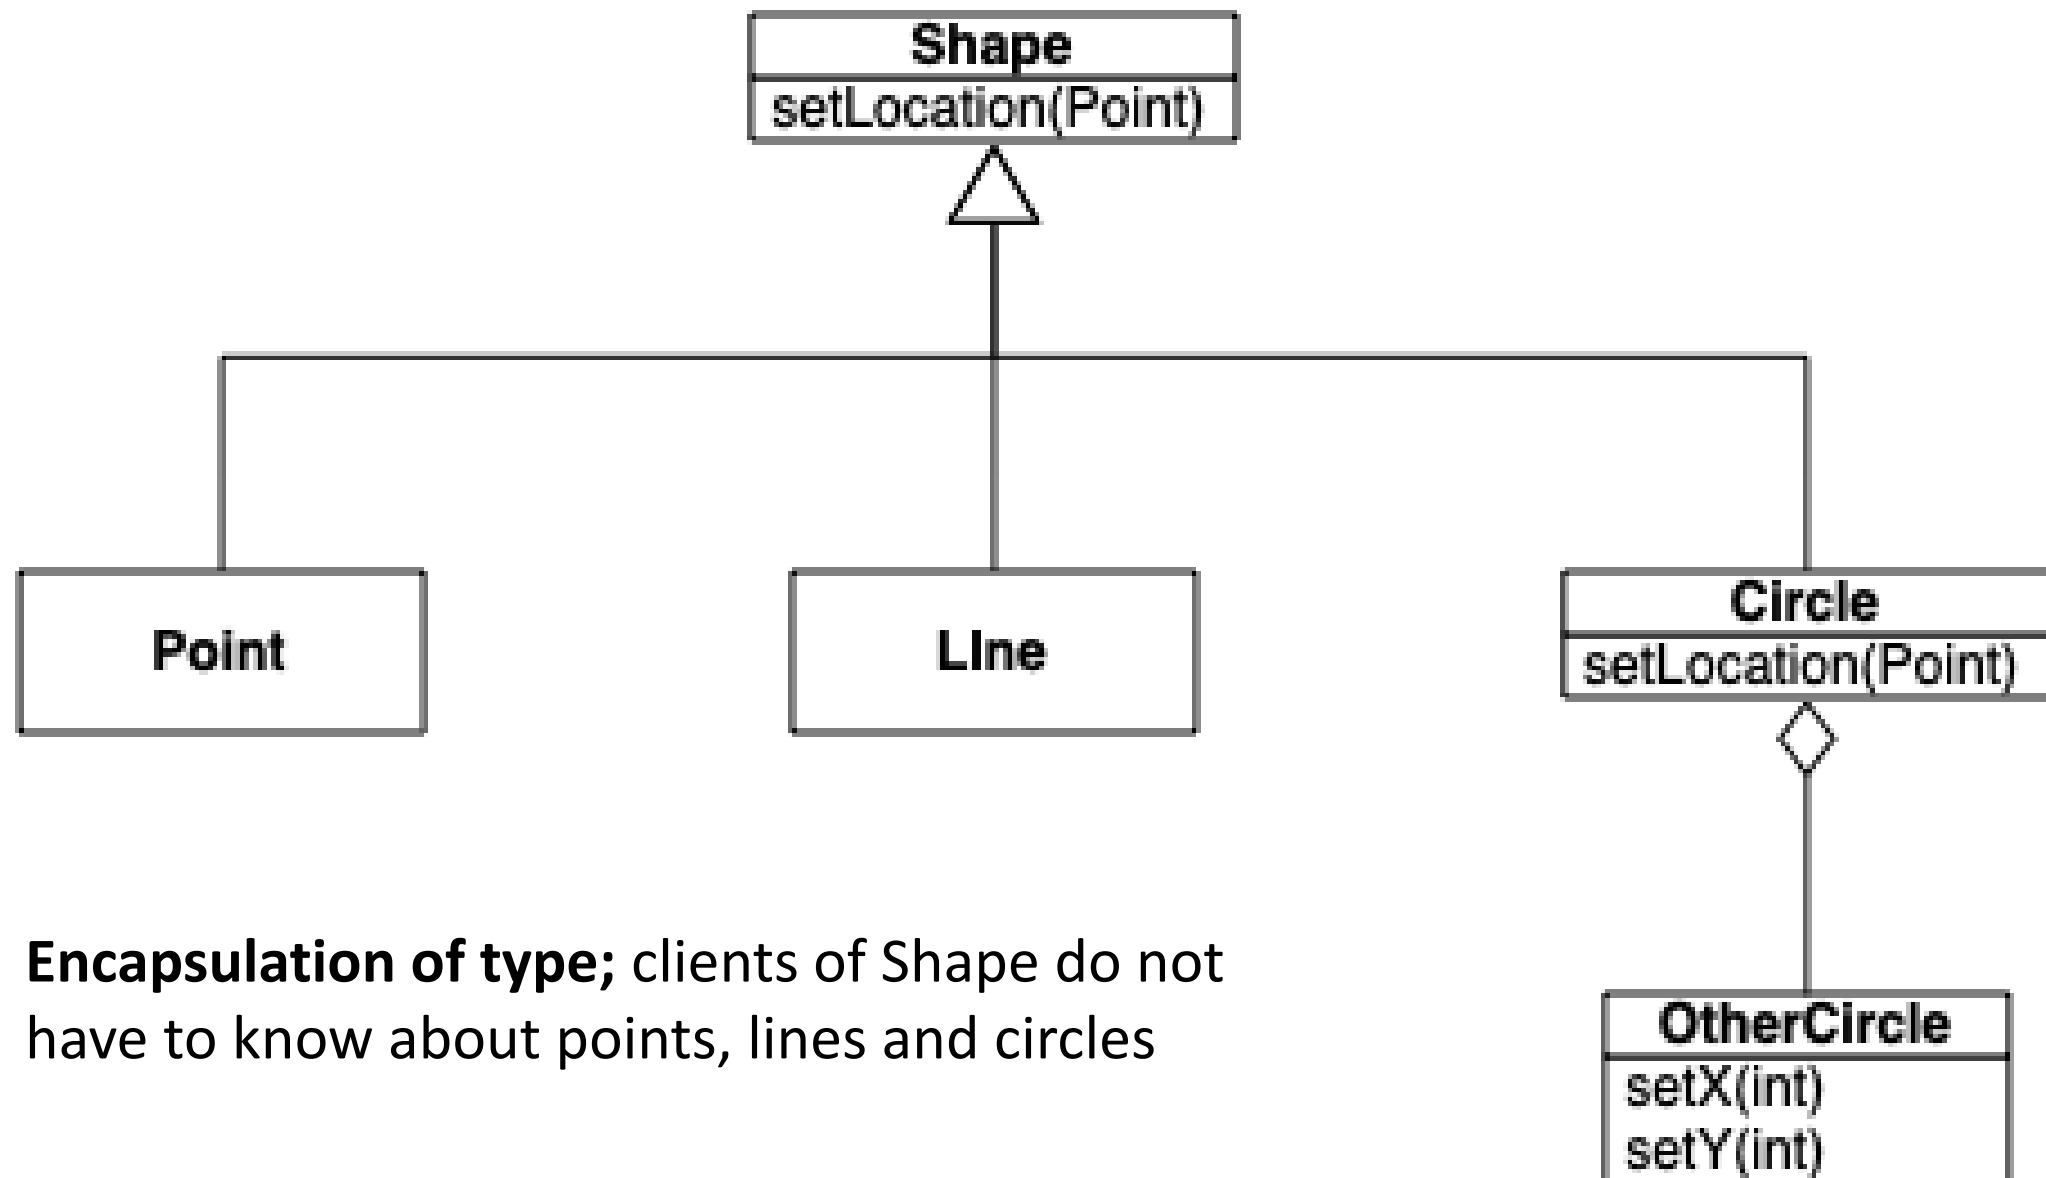 Shape
setLocation(Point)
Point
LIne
Circle
setLocation(Point)
Encapsulation of type; clients of Shape do not
have to know about points, lines and circles
OtherCircle
setX(int)
setY(int)